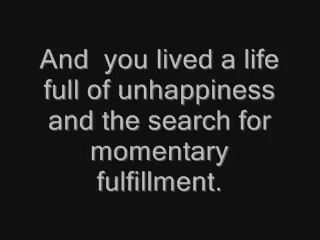 And  you lived a life
full of unhappiness
and the search for
momentary
fulfillment.